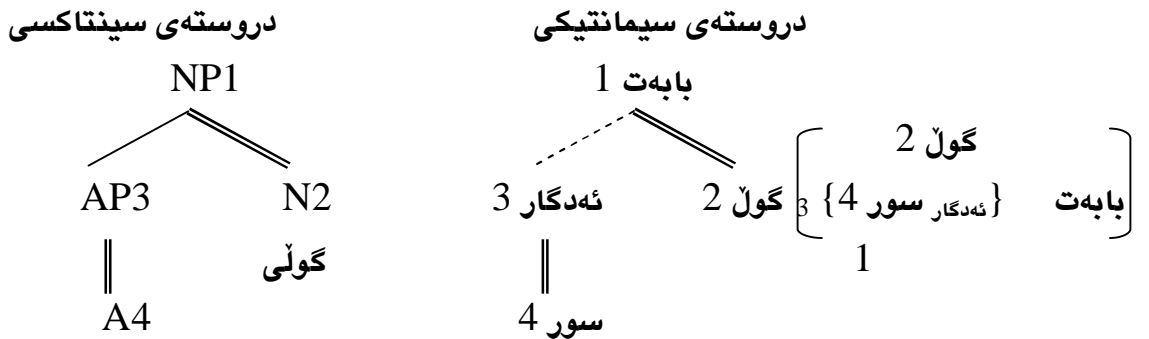 دروستەی سیمانتیکی دروستەی سینتاکسی
بابەت 1 NP1
گوڵ 2
بابەت {ئەدگار سور 4} 3 گوڵ 2 ئەدگار 3 N2 AP3
1 گوڵی
سور 4 A4